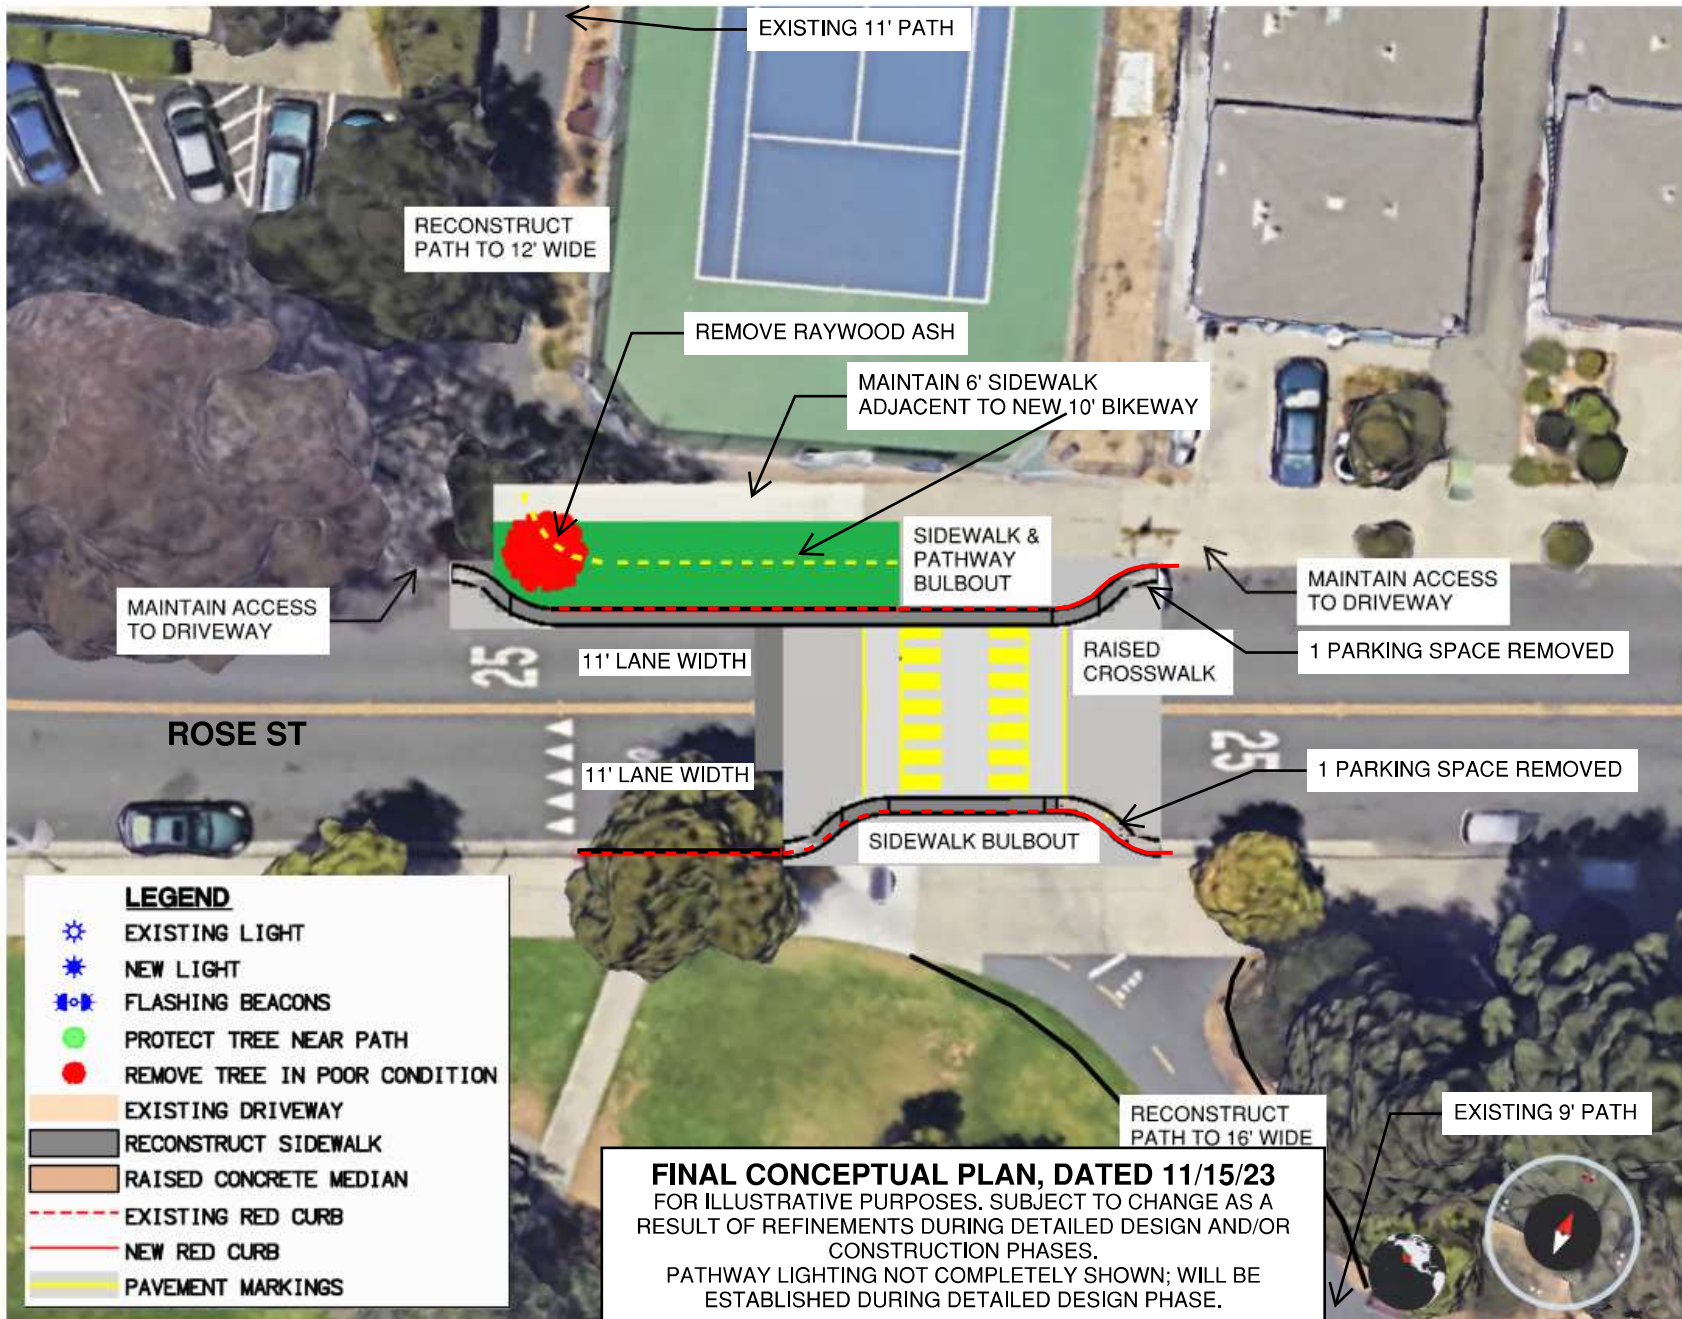 EXISTING 11' PATH
RECONSTRUCT
PATH TO 12' WIDE
REMOVE RAYWOOD ASH
MAINTAIN 6' SIDEWALK
ADJACENT TO NEW 10' BIKEWAY
SIDEWALK &
PATHWAY
BULBOUT
MAINTAIN ACCESS
TO DRIVEWAY
MAINTAIN ACCESS
TO DRIVEWAY
25
11' LANE WIDTH
RAISED
CROSSWALK
1 PARKING SPACE REMOVED
ROSE ST
11' LANE WIDTH
25
1 PARKING SPACE REMOVED
SIDEWALK BULBOUT
STOP
LEGEND
EXISTING LIGHT
NEW LIGHT
FLASHING BEACONS
PROTECT TREE NEAR PATH
REMOVE TREE IN POOR CONDITION
EXISTING DRIVEWAY
RECONSTRUCT SIDEWALK
RAISED CONCRETE MEDIAN
EXISTING RED CURB
NEW RED CURB
PAVEMENT MARKINGS
RECONSTRUCT
PATH TO 16' WIDE
EXISTING 9' PATH
FINAL CONCEPTUAL PLAN, DATED 11/15/23
FOR ILLUSTRATIVE PURPOSES. SUBJECT TO CHANGE AS A
RESULT OF REFINEMENTS DURING DETAILED DESIGN AND/OR
CONSTRUCTION PHASES.
PATHWAY LIGHTING NOT COMPLETELY SHOWN; WILL BE
ESTABLISHED DURING DETAILED DESIGN PHASE.